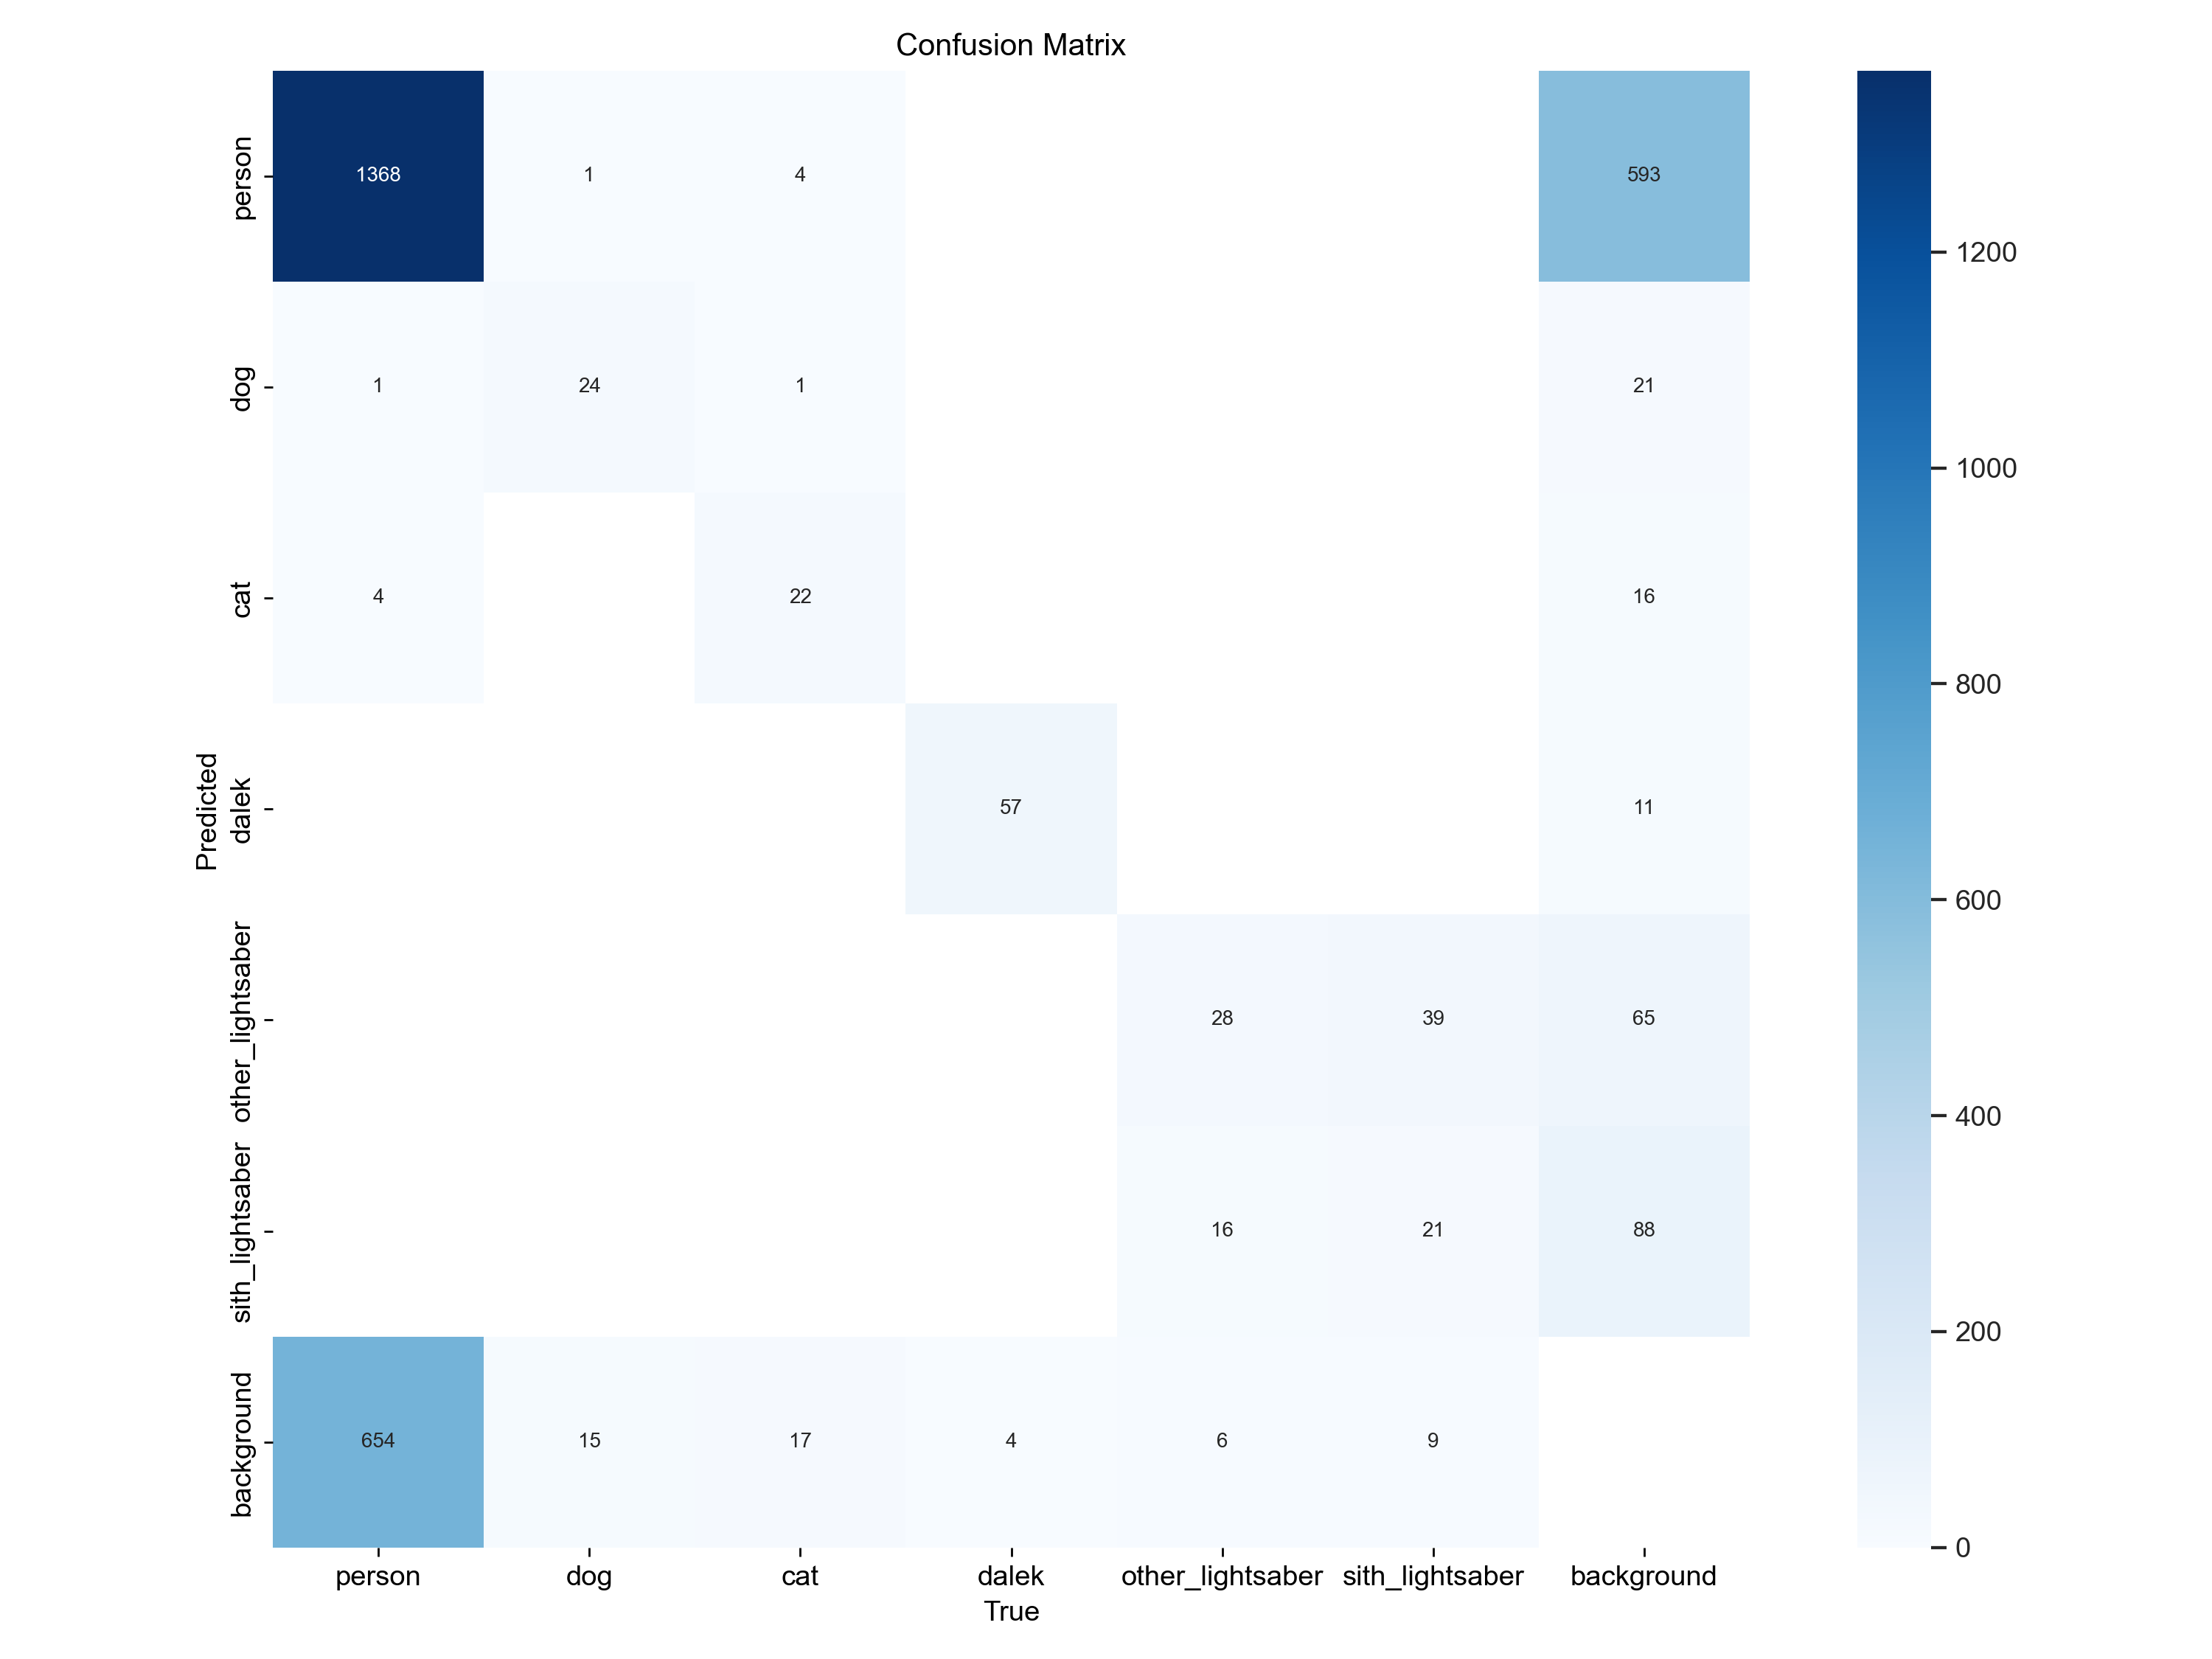 Confusion Matrix
person
1368 1 4 593
dog
1 24 1 21
cat
4 22 16
dalek
57 11
other_lightsaber
28 39 65
sith_lightsaber
16 21 88
background
654 15 17 4 6 9
Predicted
person dog cat dalek other_lightsaber sith_lightsaber background
True
1200
1000
800
600
400
200
0